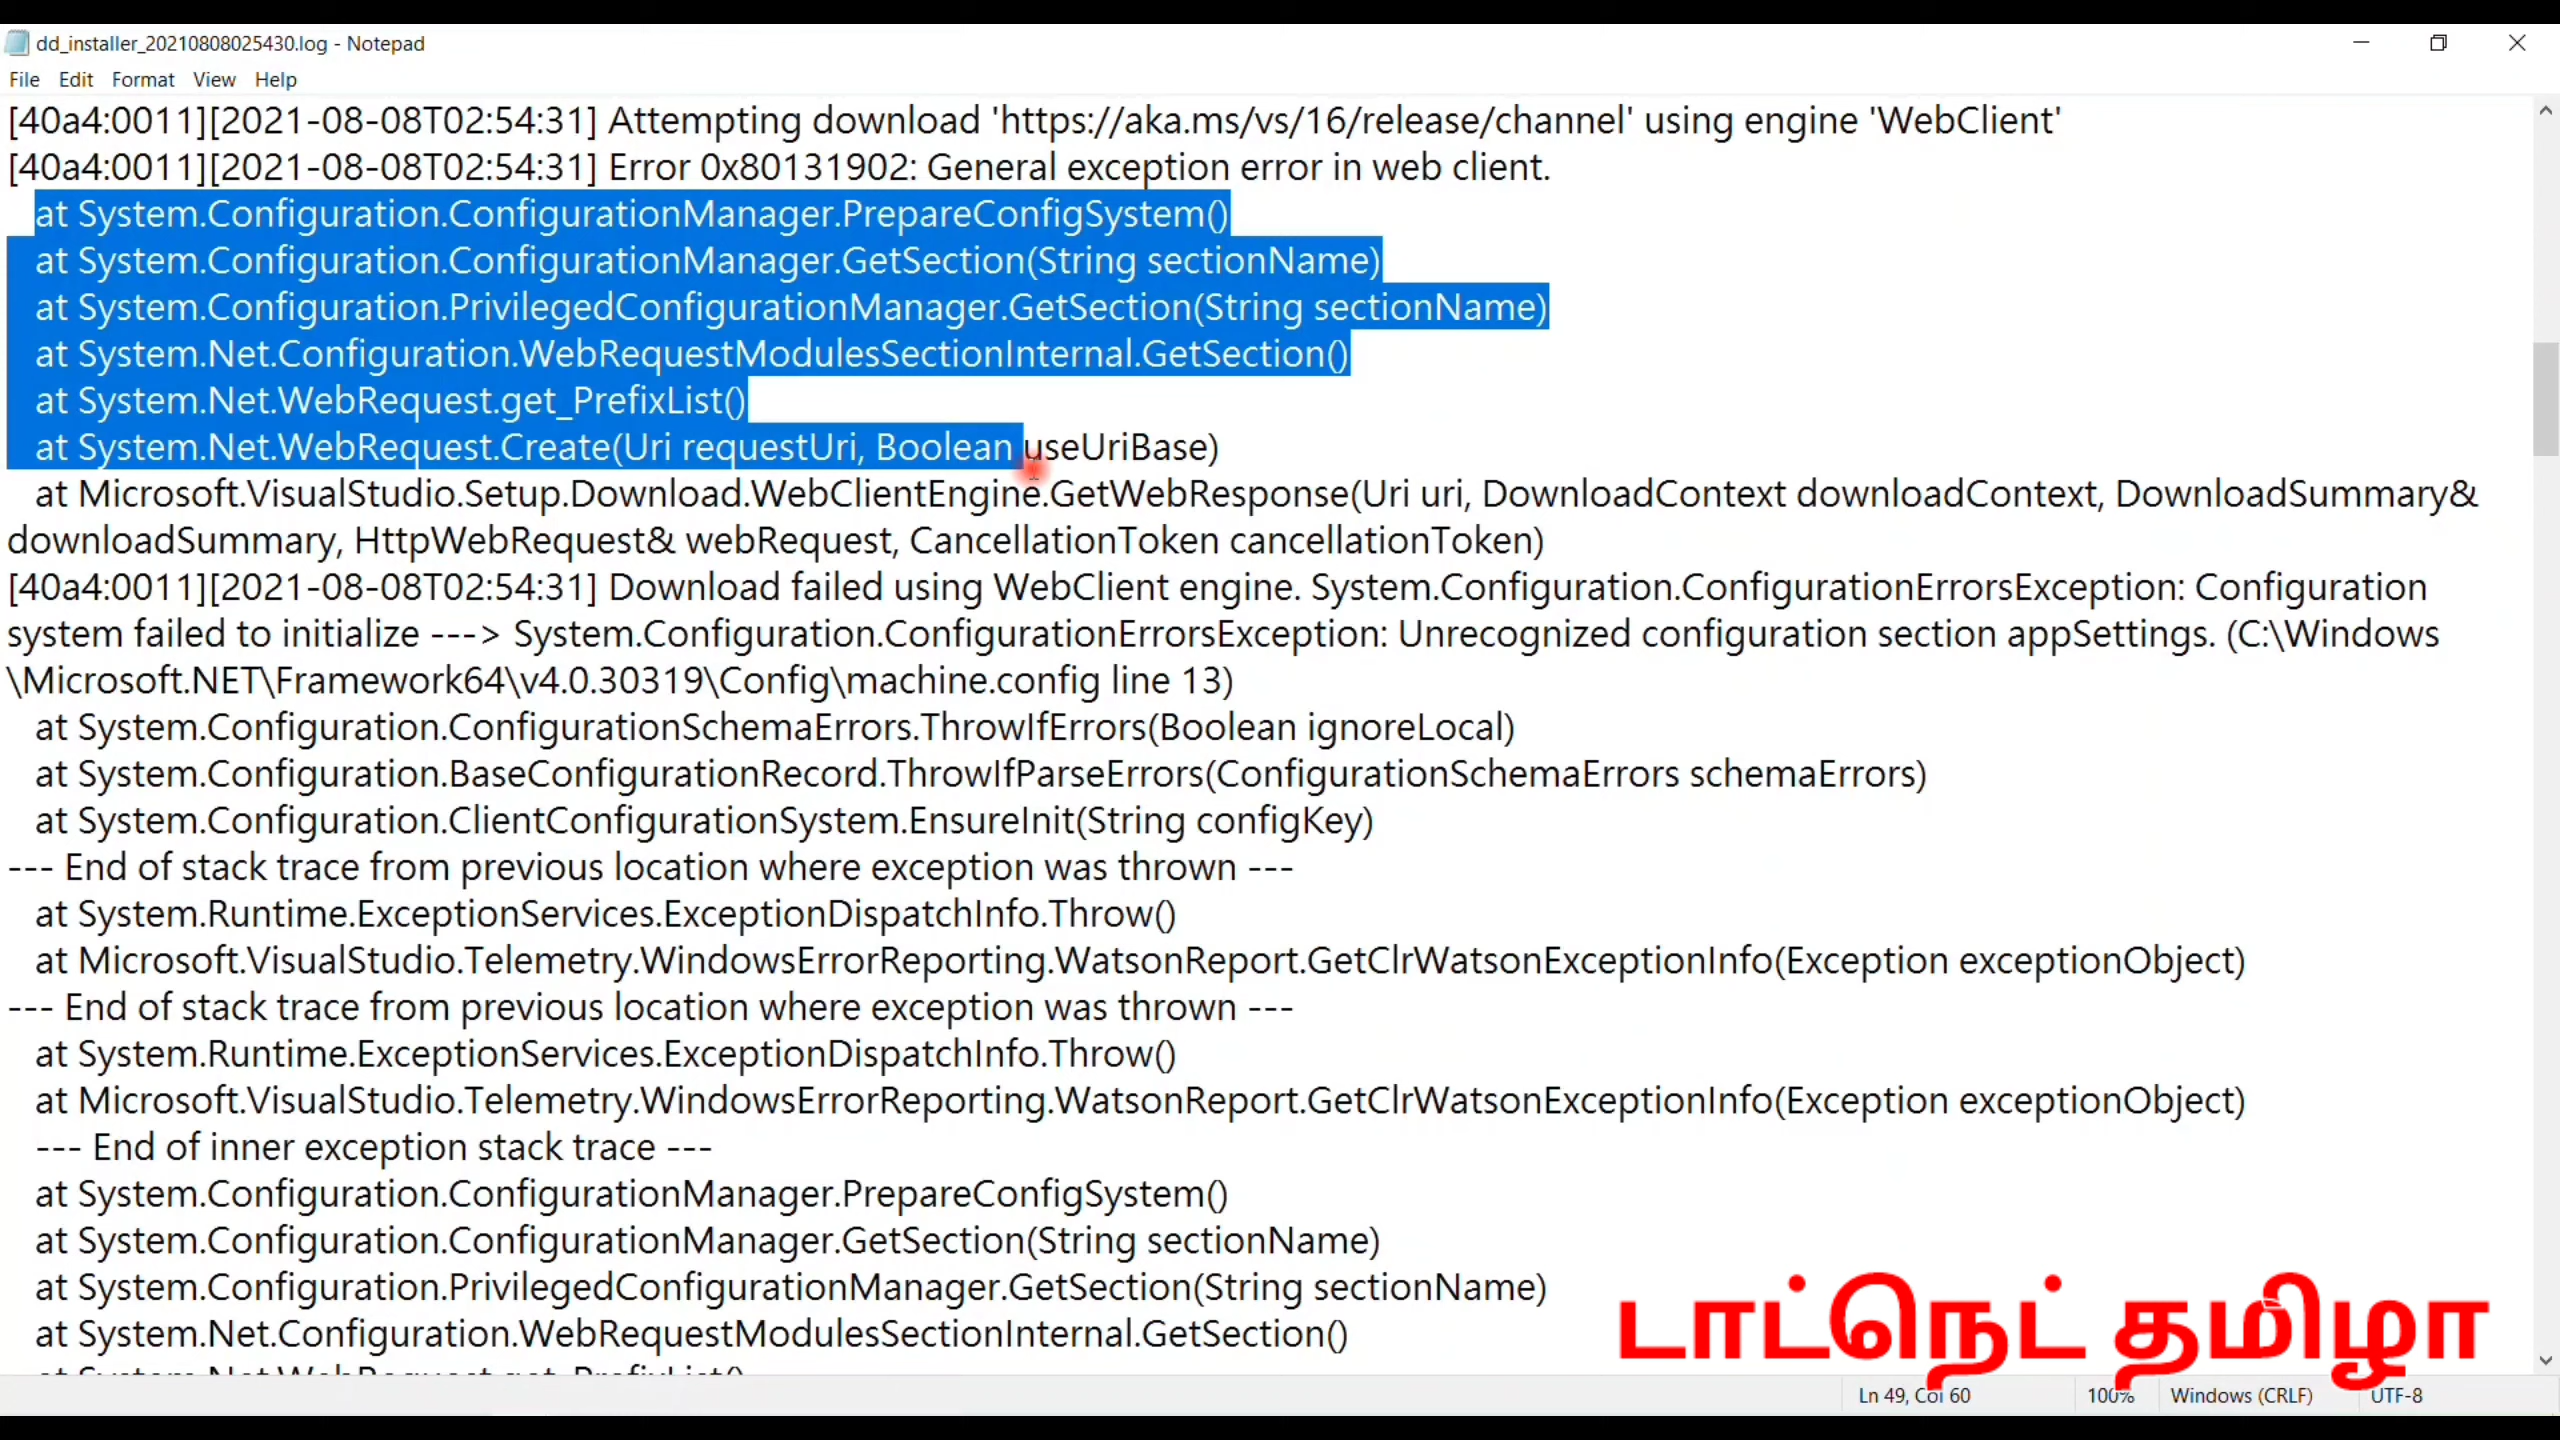 dd_installer_20210808025430.log - Notepad
File Edit Format View Help
[40a4:0011][2021-08-08T02:54:31] Attempting download 'https://aka.ms/vs/16/release/channel' using engine 'WebClient'
[40a4:0011][2021-08-08T02:54:31] Error 0x80131902: General exception error in web client.
at System.Configuration.ConfigurationManager.PrepareConfigSystem()
at System.Configuration.ConfigurationManager.GetSection(String sectionName)
at System.Configuration.PrivilegedConfigurationManager.GetSection(String sectionName)
at System.Net.Configuration.WebRequestModulesSectionInternal.GetSection()
at System.Net.WebRequest.get_PrefixList()
at System.Net.WebRequest.Create(Uri requestUri, Boolean useUriBase)
at Microsoft.VisualStudio.Setup.Download.WebClientEngine.GetWebResponse(Uri uri, DownloadContext downloadContext, DownloadSummary&
downloadSummary, HttpWebRequest& webRequest, CancellationToken cancellationToken)
[40a4:0011][2021-08-08T02:54:31] Download failed using WebClient engine. System.Configuration.ConfigurationErrorsException: Configuration
system failed to initialize ---> System.Configuration.ConfigurationErrorsException: Unrecognized configuration section appSettings. (C:\Windows
\Microsoft.NET\Framework64\v4.0.30319\Config\machine.config line 13)
at System.Configuration.ConfigurationSchemaErrors.ThrowIfErrors(Boolean ignoreLocal)
at System.Configuration.BaseConfigurationRecord.ThrowIfParseErrors(ConfigurationSchemaErrors schemaErrors)
at System.Configuration.ClientConfigurationSystem.EnsureInit(String configKey)
--- End of stack trace from previous location where exception was thrown ---
at System.Runtime.ExceptionServices.ExceptionDispatchInfo.Throw()
at Microsoft.VisualStudio.Telemetry.WindowsErrorReporting.WatsonReport.GetClrWatsonExceptionInfo(Exception exceptionObject)
--- End of stack trace from previous location where exception was thrown ---
at System.Runtime.ExceptionServices.ExceptionDispatchInfo.Throw()
at Microsoft.VisualStudio.Telemetry.WindowsErrorReporting.WatsonReport.GetClrWatsonExceptionInfo(Exception exceptionObject)
--- End of inner exception stack trace ---
at System.Configuration.ConfigurationManager.PrepareConfigSystem()
at System.Configuration.ConfigurationManager.GetSection(String sectionName)
at System.Configuration.PrivilegedConfigurationManager.GetSection(String sectionName)
at System.Net.Configuration.WebRequestModulesSectionInternal.GetSection()
at System.Net.WebRequest.get_PrefixList()
டாட்நெட் தமிழா
Ln 49, Col 60 100% Windows (CRLF) UTF-8